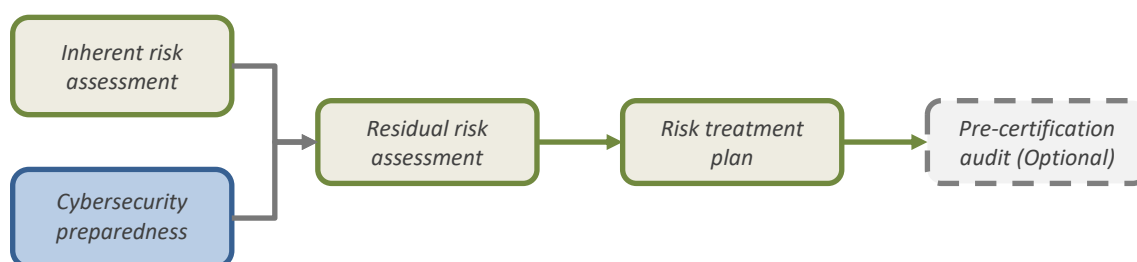 Inherent risk
assessment
Cybersecurity
preparedness
Residual risk
assessment
Risk treatment
plan
Pre-certification
audit (Optional)